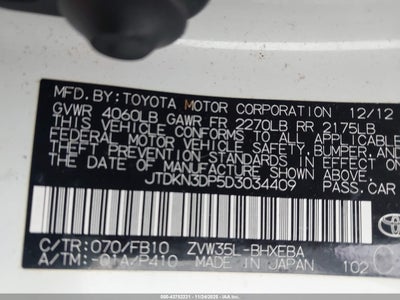 MFD. BY: TOYOTA MOTOR CORPORATION 12/12
GVWR 4060LB GAWR FR 2270LB RR 2175LB
THIS VEHICLE CONFORMS TO ALL APPLICABLE
FEDERAL MOTOR VEHICLE SAFETY, BUMPER, AND
THEFT PREVENTION STANDARDS IN EFFECT ON
THE DATE OF MANUFACTURE SHOWN ABOVE.
JTDKN3DP5D3034409 PASS.CAR
C/TR:070/FB10 ZVW35L-BHXEBA
A/TM:-01A/P410 MADE IN JAPAN 102
TOYOTA